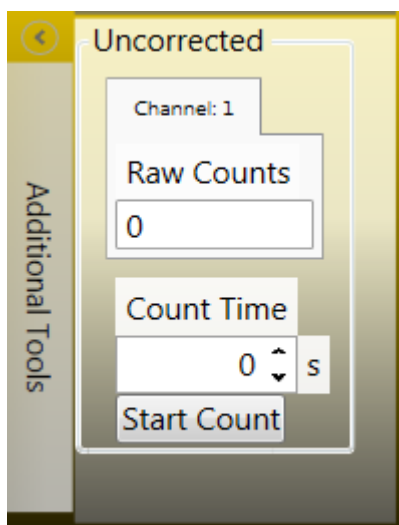 Uncorrected
Channel: 1
Raw Counts
0
Count Time
0 s
Start Count
Additional Tools